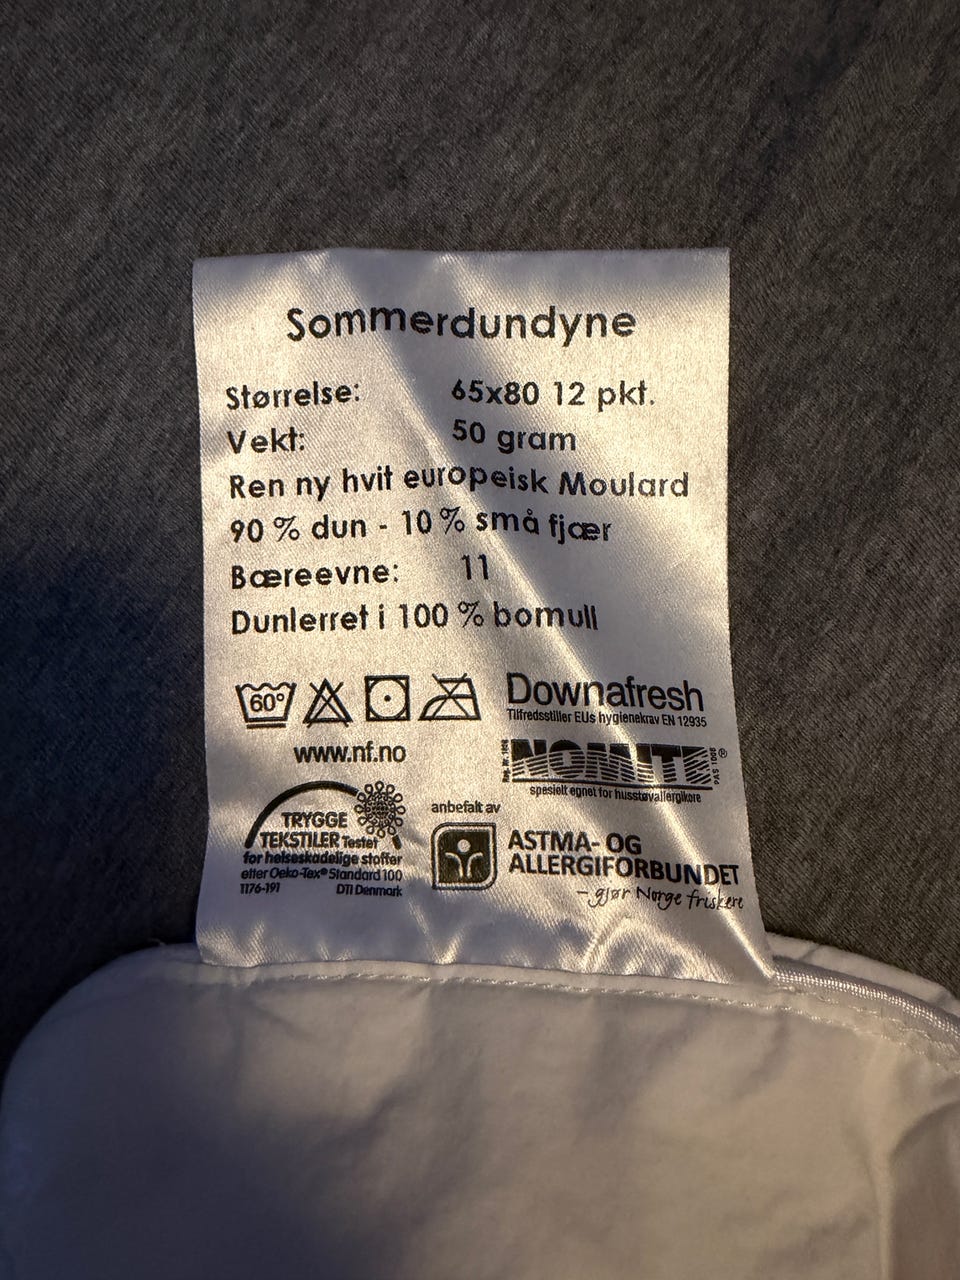 Sommerdundyne
Størrelse: 65x80 12 pkt.
Vekt: 50 gram
Ren ny hvit europeisk Moulard
90 % dun - 10 % små fjær
Bæreevne: 11
Dunlerret i 100 % bomull
60°
www.nf.no
Downafresh
Tilfredsstiller EUs hygienekrav EN 12935
NOMITE®
PAS 1008
spesielt egnet for husstøvallergikere
TRYGGE
TEKSTILER Testet
for helseskadelige stoffer
etter Oeko-Tex® Standard 100
1176-191 DTI Denmark
anbefalt av
ASTMA- OG
ALLERGIFORBUNDET
- gjør Norge friskere